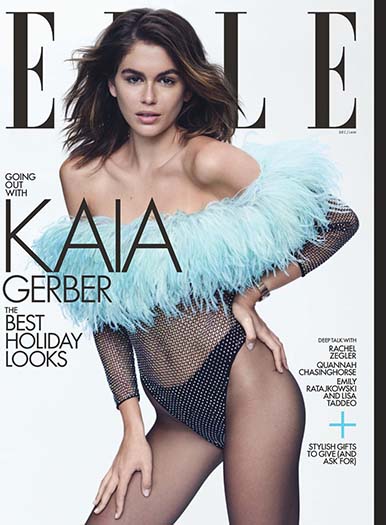 ELLE
DEC/JAN
GOING
OUT
WITH
KAIA
GERBER
THE
BEST
HOLIDAY
LOOKS
DEEP TALK WITH
RACHEL
ZEGLER
QUANNAH
CHASINGHORSE
EMILY
RATAJKOWSKI
AND LISA
TADDEO
+
STYLISH GIFTS
TO GIVE (AND
ASK FOR)